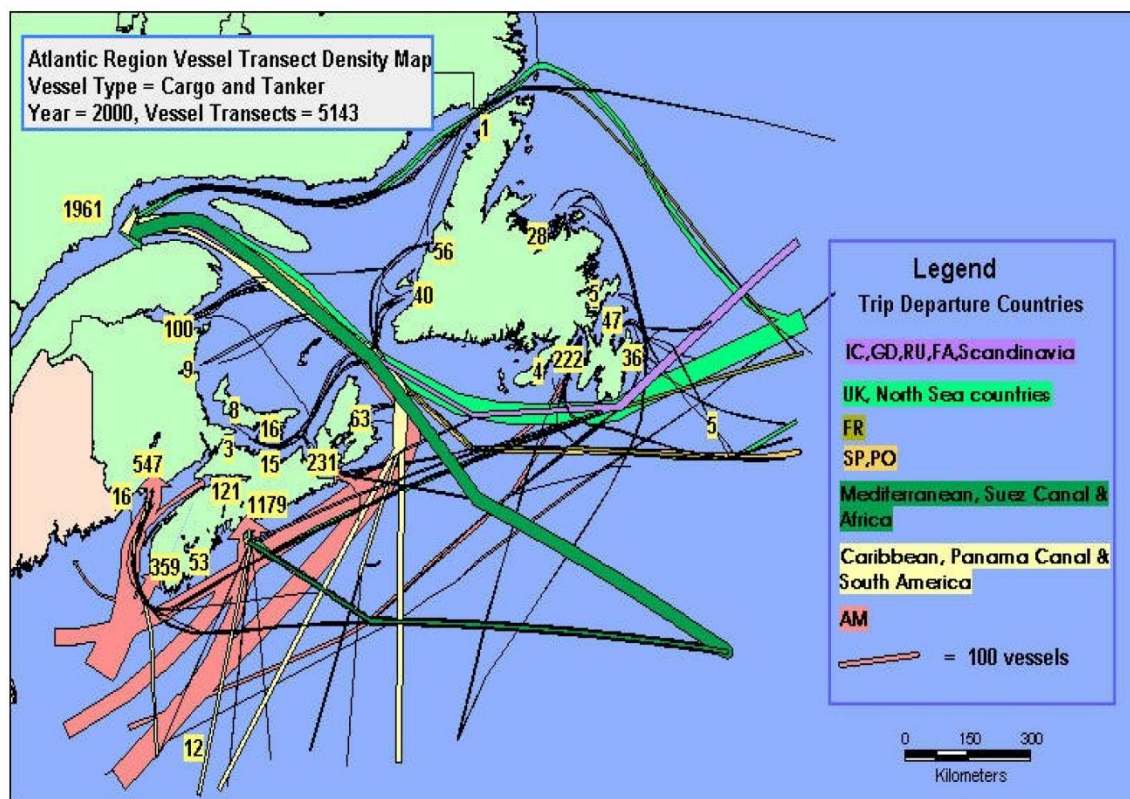 Atlantic Region Vessel Transect Density Map
Vessel Type = Cargo and Tanker
Year = 2000, Vessel Transects = 5143
1
1961
28
56
5
40
47
100
222
36
4
9
8
16
63
5
3
15
231
547
16
121
1179
359
53
12
Legend
Trip Departure Countries
IC,GD,RU,FA,Scandinavia
UK, North Sea countries
FR
SP,PO
Mediterranean, Suez Canal &
Africa
Caribbean, Panama Canal &
South America
AM
= 100 vessels
0 150 300
Kilometers